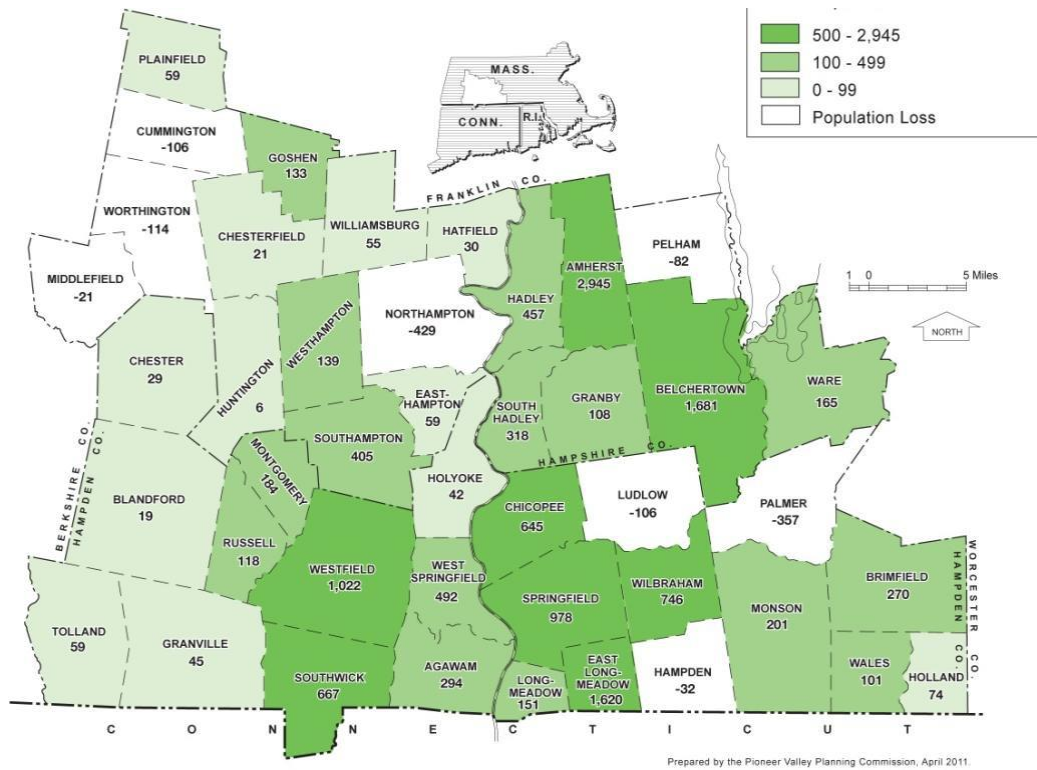 500 - 2,945
100 - 499
0 - 99
Population Loss
MASS.
CONN.
R.I.
PLAINFIELD
59
CUMMINGTON
-106
GOSHEN
133
WORTHINGTON
-114
CHESTERFIELD
21
WILLIAMSBURG
55
FRANKLIN CO.
HATFIELD
30
MIDDLEFIELD
-21
AMHERST
2,945
PELHAM
-82
1 0 5 Miles
NORTH
HADLEY
457
NORTHAMPTON
-429
WESTHAMPTON
139
CHESTER
29
HUNTINGTON
6
EAST-
HAMPTON
59
SOUTH
HADLEY
318
GRANBY
108
BELCHERTOWN
1,681
WARE
165
SOUTHAMPTON
405
HAMPSHIRE CO.
MONTGOMERY
184
HOLYOKE
42
BERKSHIRE CO.
HAMPDEN CO.
BLANDFORD
19
CHICOPEE
645
LUDLOW
-106
PALMER
-357
RUSSELL
118
WESTFIELD
1,022
WEST
SPRINGFIELD
492
SPRINGFIELD
978
WILBRAHAM
746
MONSON
201
BRIMFIELD
270
HAMPDEN CO.
WORCESTER CO.
TOLLAND
59
GRANVILLE
45
SOUTHWICK
667
AGAWAM
294
LONG-
MEADOW
151
EAST
LONG-
MEADOW
1,620
HAMPDEN
-32
WALES
101
HOLLAND
74
CONNECTICUT
Prepared by the Pioneer Valley Planning Commission, April 2011.